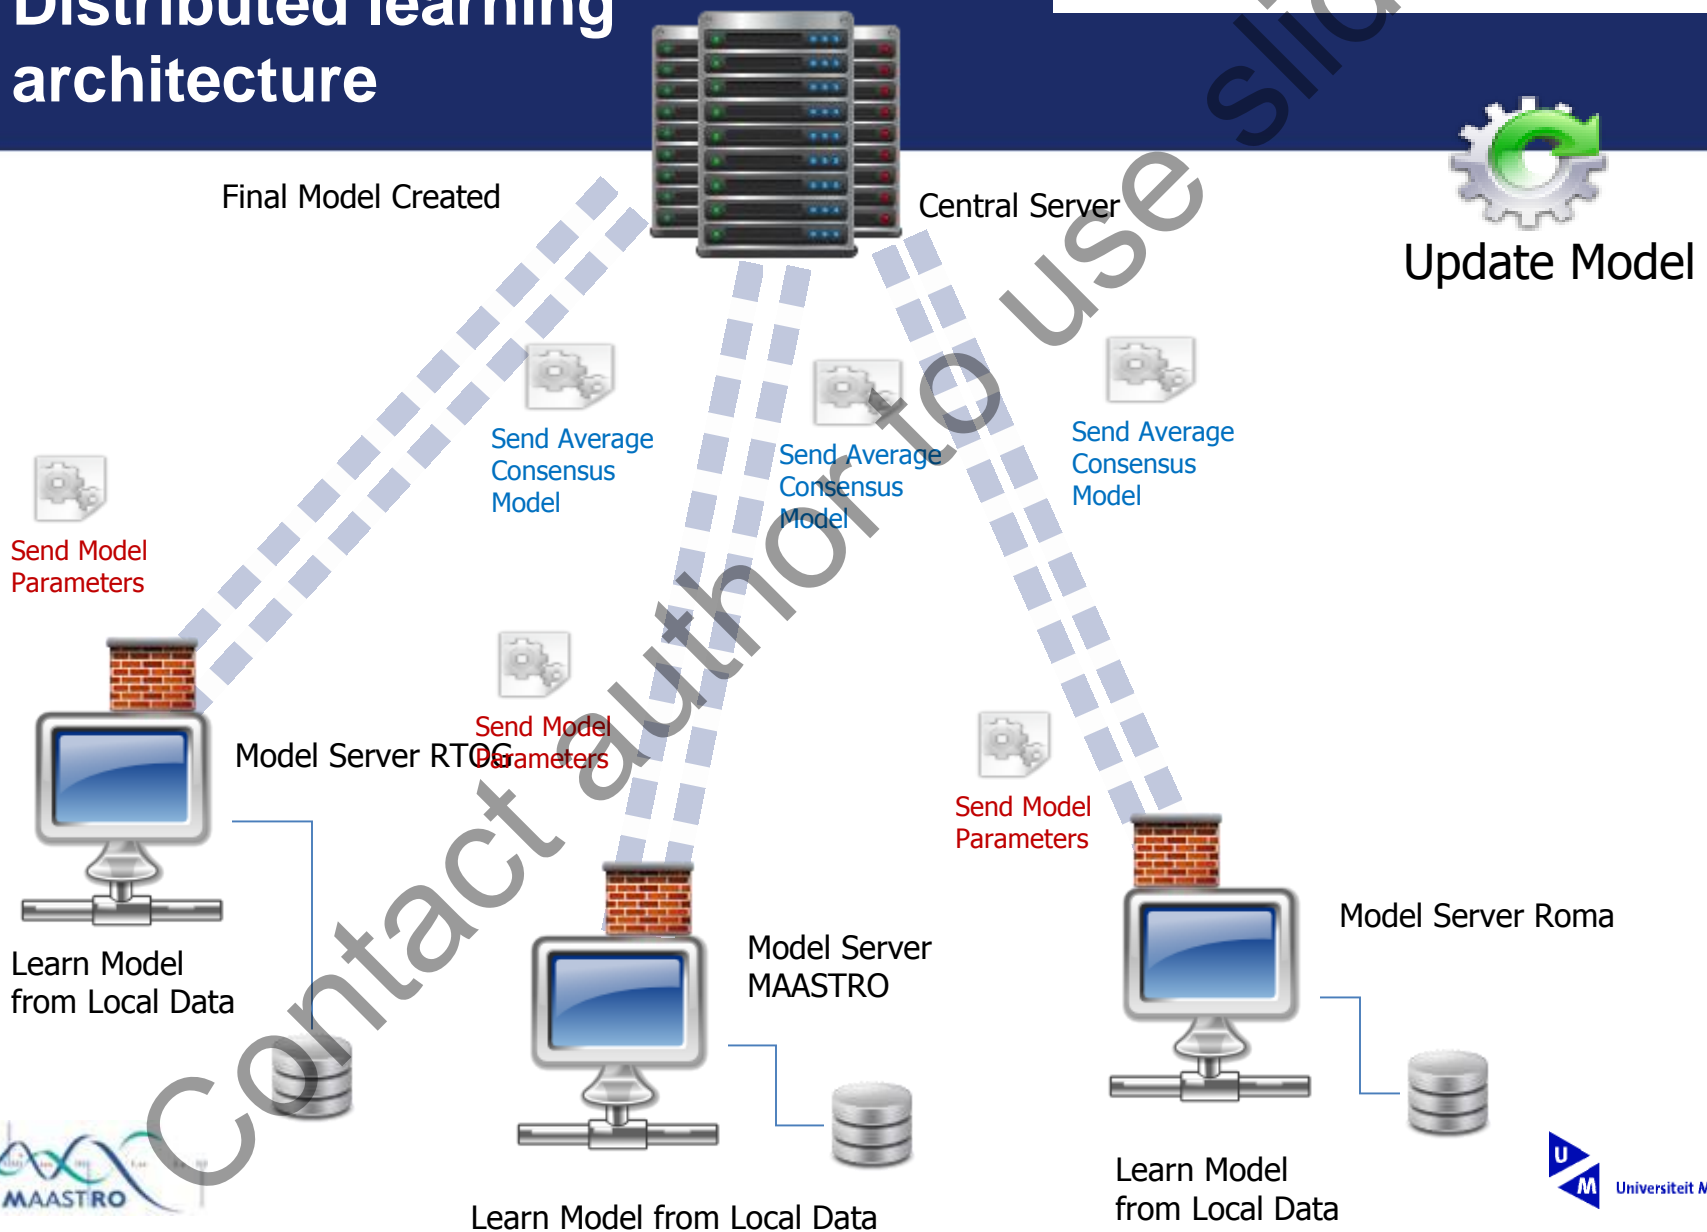 Distributed learning
architecture
Final Model Created
Central Server
Update Model
Send Average
Consensus
Model
Send Average
Consensus
Model
Send Average
Consensus
Model
Send Model
Parameters
Send Model
Parameters
Send Model
Parameters
Model Server RTOG
Model Server
MAASTRO
Model Server Roma
Learn Model
from Local Data
Learn Model from Local Data
Learn Model
from Local Data
Contact author to use
MAASTRO
U
M
Universiteit